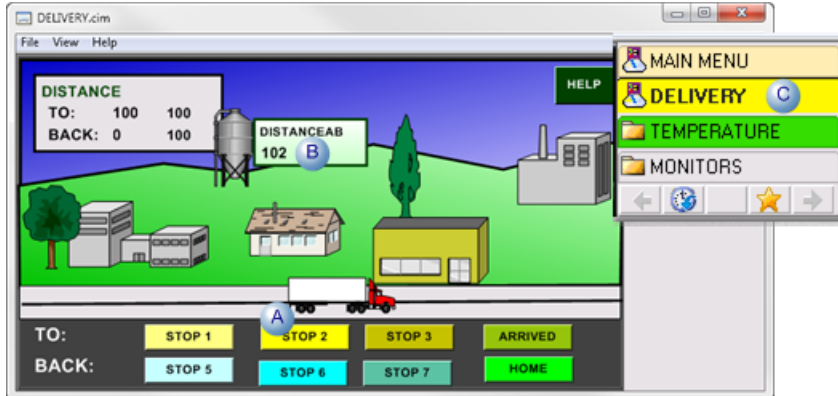 DELIVERY.cim
File View Help
DISTANCE
TO: 100 100
BACK: 0 100
DISTANCEAB
102 B
HELP
MAIN MENU
DELIVERY C
TEMPERATURE
MONITORS
A
TO: STOP 1 STOP 2 STOP 3 ARRIVED
BACK: STOP 5 STOP 6 STOP 7 HOME